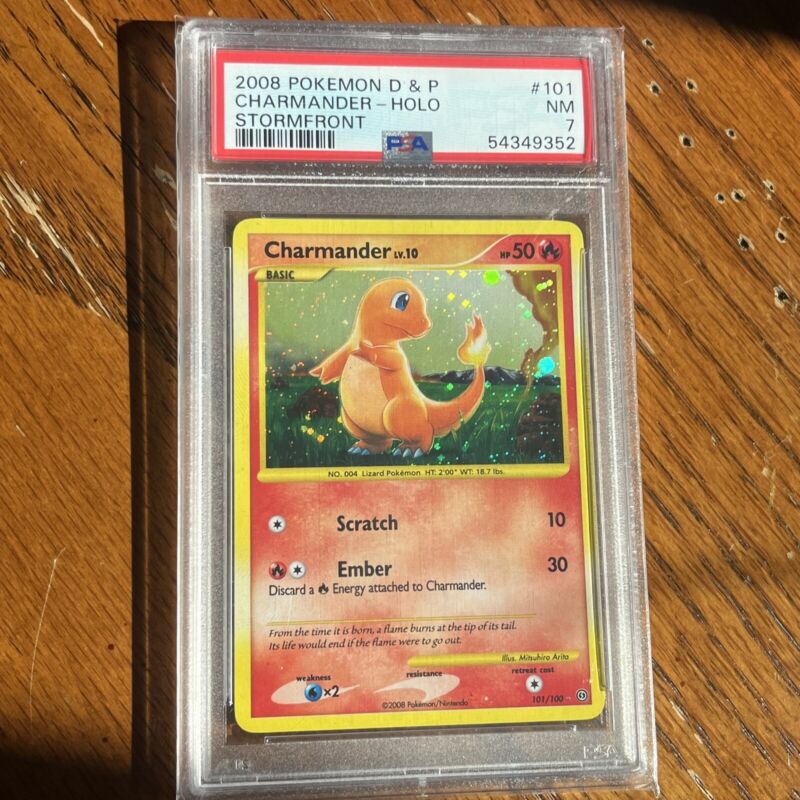 2008 POKEMON D & P #101
CHARMANDER - HOLO NM
STORMFRONT 7
PSA 54349352
Charmander LV.10 HP 50
BASIC
NO. 004 Lizard Pokémon HT: 2'00" WT: 18.7 lbs.
Scratch 10
Ember 30
Discard a Energy attached to Charmander.
From the time it is born, a flame burns at the tip of its tail.
Its life would end if the flame were to go out.
Illus. Mitsuhiro Arita
weakness resistance retreat cost
×2
©2008 Pokémon/Nintendo 101/100
PSA